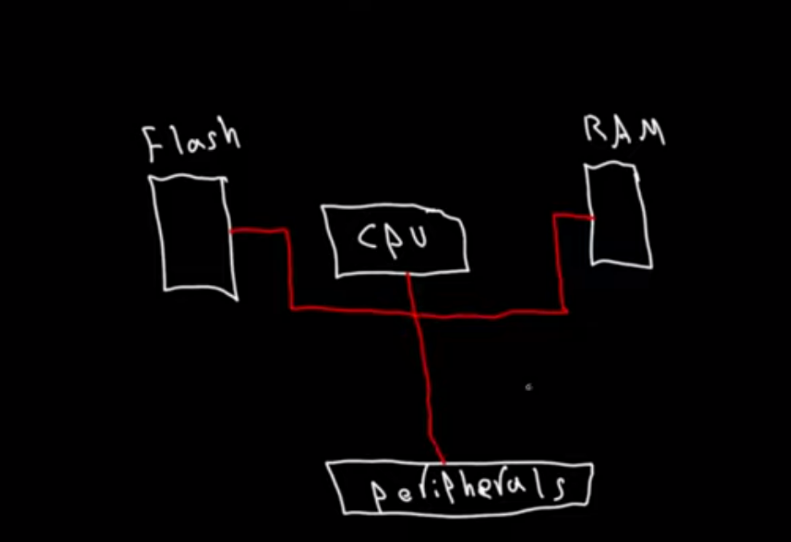 Flash
RAM
CPU
peripherals